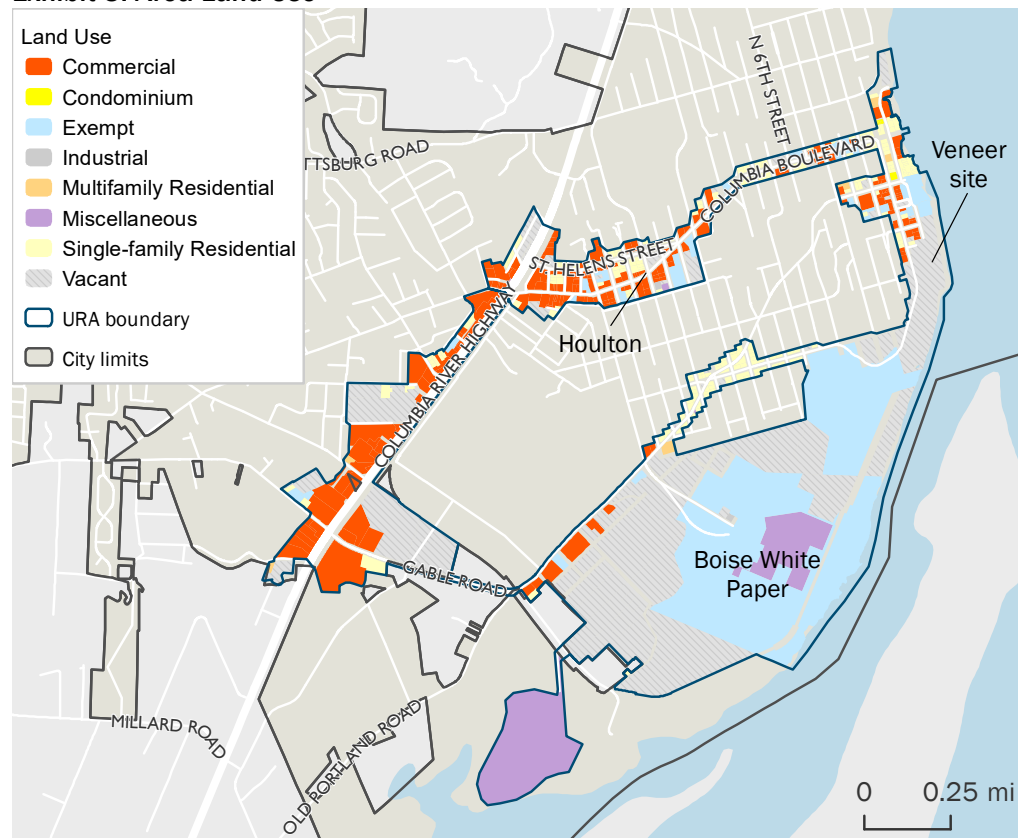 Land Use
Commercial
Condominium
Exempt
Industrial
Multifamily Residential
Miscellaneous
Single-family Residential
Vacant
URA boundary
City limits
N 6TH STREET
TTSBURG ROAD
COLUMBIA BOULEVARD
Veneer
site
ST. HELENS STREET
Houlton
COLUMBIA RIVER HIGHWAY
GABLE ROAD
Boise White
Paper
MILLARD ROAD
OLD PORTLAND ROAD
0 0.25 mi